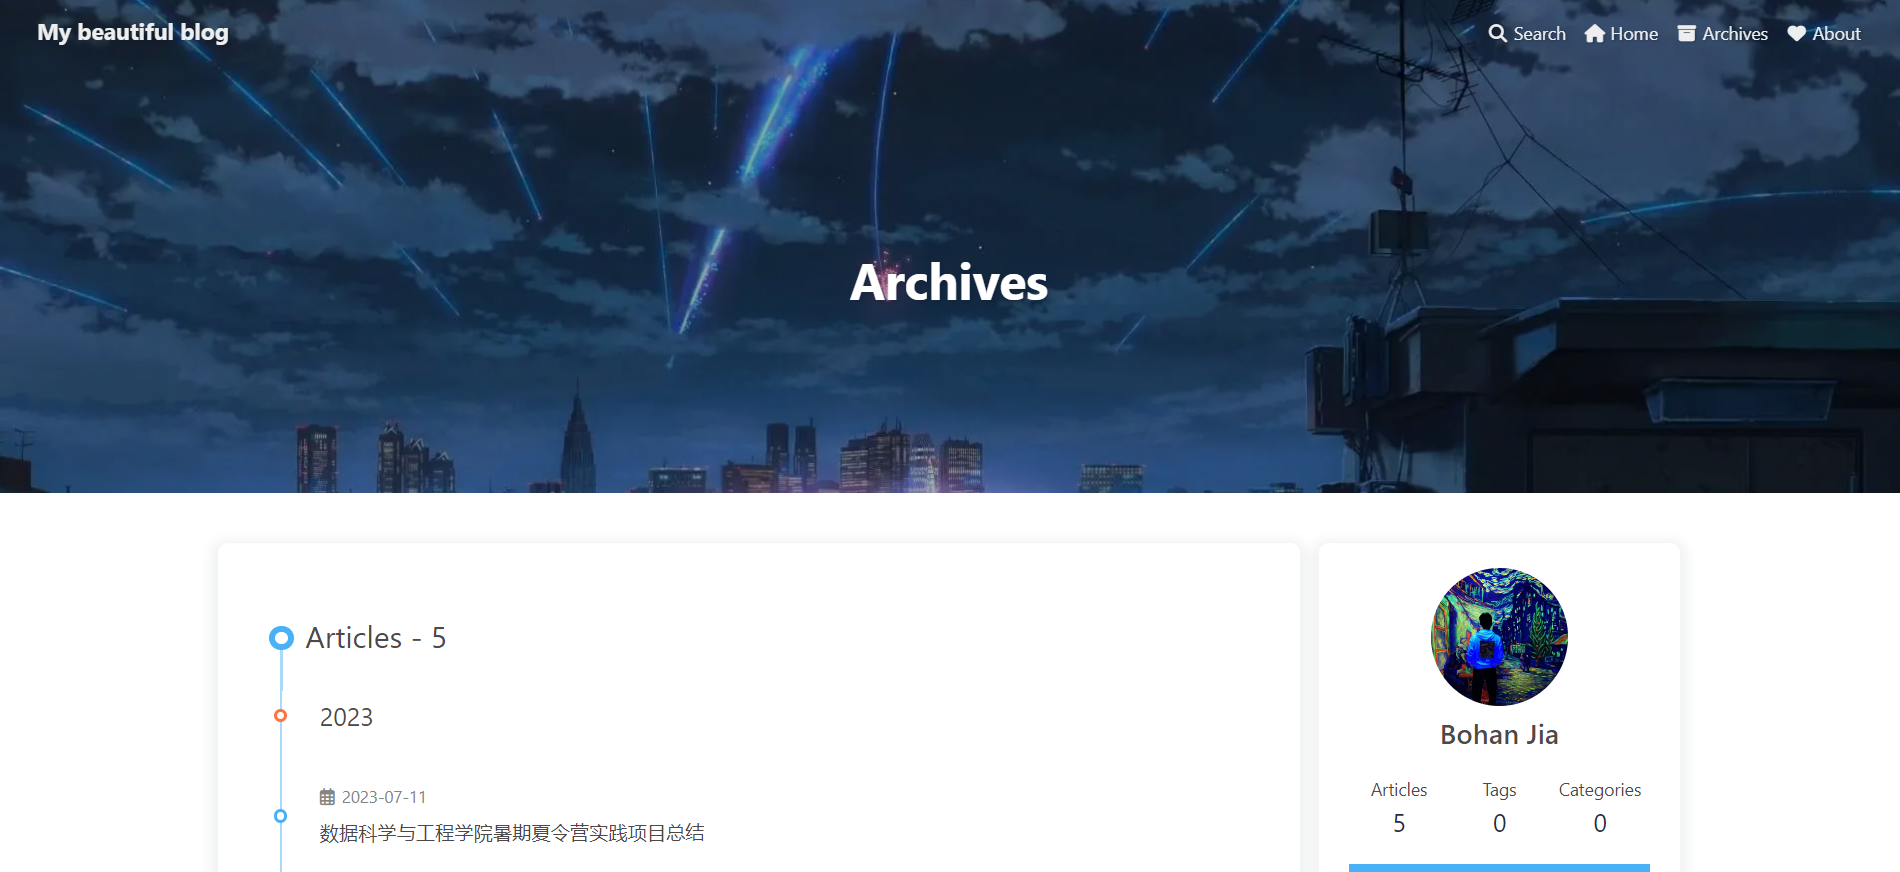 My beautiful blog
Search Home Archives About
Archives
Articles - 5
2023
2023-07-11
数据科学与工程学院暑期夏令营实践项目总结
Bohan Jia
Articles Tags Categories
5 0 0